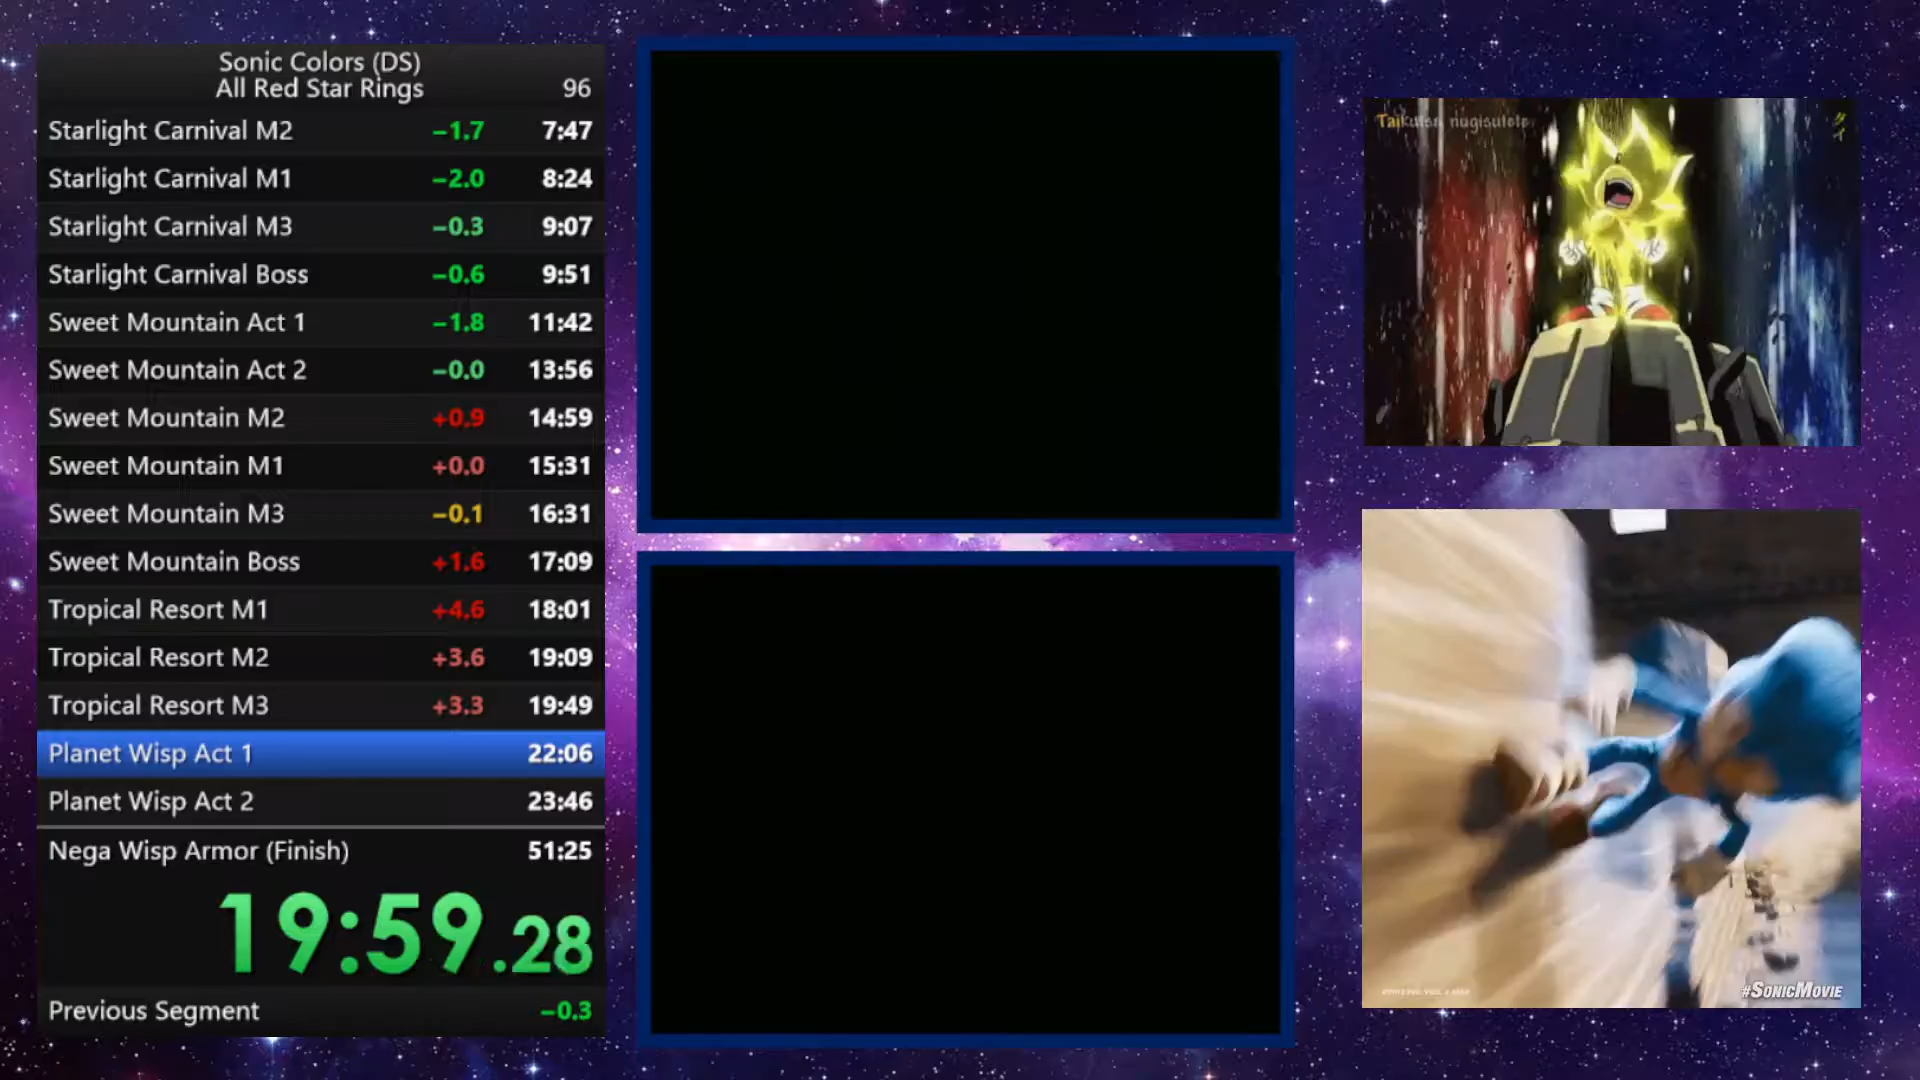 Sonic Colors (DS)
All Red Star Rings 96
Starlight Carnival M2 −1.7 7:47
Starlight Carnival M1 −2.0 8:24
Starlight Carnival M3 −0.3 9:07
Starlight Carnival Boss −0.6 9:51
Sweet Mountain Act 1 −1.8 11:42
Sweet Mountain Act 2 −0.0 13:56
Sweet Mountain M2 +0.9 14:59
Sweet Mountain M1 +0.0 15:31
Sweet Mountain M3 −0.1 16:31
Sweet Mountain Boss +1.6 17:09
Tropical Resort M1 +4.6 18:01
Tropical Resort M2 +3.6 19:09
Tropical Resort M3 +3.3 19:49
Planet Wisp Act 1 22:06
Planet Wisp Act 2 23:46
Nega Wisp Armor (Finish) 51:25
19:59.28
Previous Segment −0.3
タイ
#SONICMOVIE